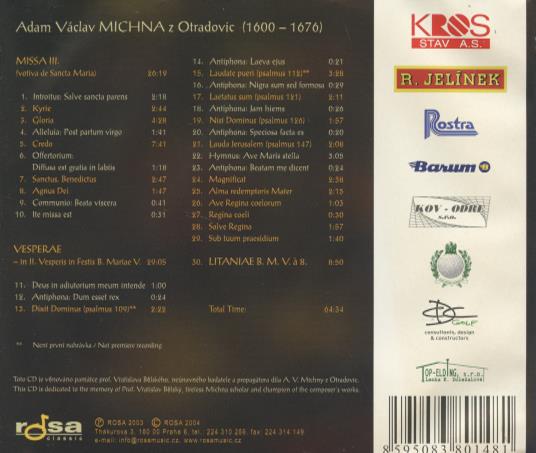 Adam Václav MICHNA z Otradovic (1600 – 1676)
MISSA III.
(votiva de Sancta Maria) 26:19
1. Introitus: Salve sancta parens 2:18
2. Kyrie 2:44
3. Gloria 4:28
4. Alleluia: Post partum virgo 1:41
5. Credo 7:41
6. Offertorium:
Diffusa est gratia in labiis 1:18
7. Sanctus. Benedictus 2:47
8. Agnus Dei 1:47
9. Communio: Beata viscera 0:41
10. Ite missa est 0:31
VESPERAE
– in II. Vesperis in Festis B. Mariae V. 29:05
11. Deus in adiutorium meum intende 1:00
12. Antiphona: Dum esset rex 0:24
13. Dixit Dominus (psalmus 109)** 2:22
14. Antiphona: Laeva ejus 0:21
15. Laudate pueri (psalmus 112)** 3:28
16. Antiphona: Nigra sum sed formosa 0:29
17. Laetatus sum (psalmus 121) 2:11
18. Antiphona: Jam hiems 0:26
19. Nisi Dominus (psalmus 126) 1:57
20. Antiphona: Speciosa facta es 0:20
21. Lauda Jerusalem (psalmus 147) 2:08
22. Hymnus: Ave Maris stella 3:05
23. Antiphona: Beatam me dicent 0:24
24. Magnificat 2:38
25. Alma redemptoris Mater 2:15
26. Ave Regina coelorum 1:03
27. Regina coeli 0:30
28. Salve Regina 1:57
29. Sub tuum praesidium 1:40
30. LITANIAE B. M. V. à 8. 8:50
Total Time: 64:34
** Není první nahrávka / Not premiere recording
Toto CD je věnováno památce prof. Vratislava Bělského, neúnavného badatele a propagátora díla A. V. Michny z Otradovic.
This CD is dedicated to the memory of Prof. Vratislav Bělský, tireless Michna scholar and champion of the composer's works.
rosa
classic
Ⓟ ROSA 2003 © ROSA 2004
Thákurova 3, 160 00 Praha 6, tel.: 224 310 256, fax: 224 314 149
e-mail: info@rosamusic.cz, www.rosamusic.cz
KROS
STAV A.S.
R. JELÍNEK
Rostra
Barum
KOV - ODRE
s.r.o.
DC GOLF
consultants, design
& constructors
TOP-ELDING, s.r.o.
8 595083 801481